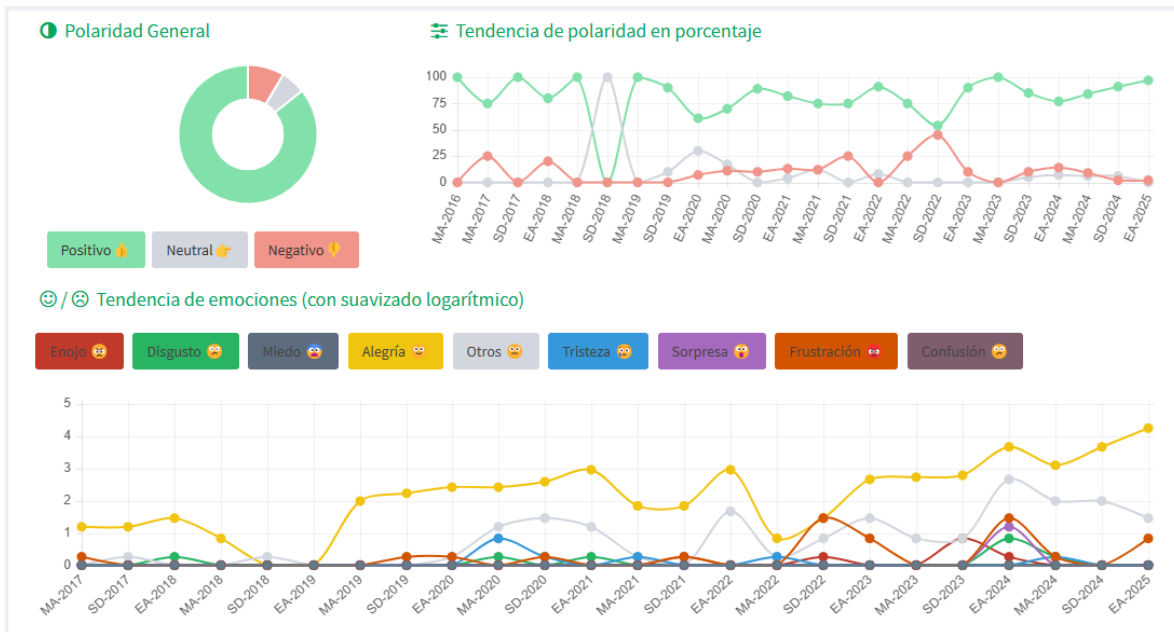 Polaridad General
Tendencia de polaridad en porcentaje
100
75
50
25
0
MA-2016
MA-2017
SD-2017
EA-2018
MA-2018
SD-2018
MA-2019
SD-2019
EA-2020
MA-2020
SD-2020
EA-2021
MA-2021
SD-2021
EA-2022
MA-2022
SD-2022
EA-2023
MA-2023
SD-2023
EA-2024
MA-2024
SD-2024
EA-2025
Positivo 👍 Neutral 👉 Negativo 👎
☺ / ☹ Tendencia de emociones (con suavizado logarítmico)
Enojo Disgusto Miedo Alegría Otros Tristeza Sorpresa Frustración Confusión
5
4
3
2
1
0
MA-2017
SD-2017
EA-2018
MA-2018
SD-2018
EA-2019
MA-2019
SD-2019
EA-2020
MA-2020
SD-2020
EA-2021
MA-2021
SD-2021
EA-2022
MA-2022
SD-2022
EA-2023
MA-2023
SD-2023
EA-2024
MA-2024
SD-2024
EA-2025